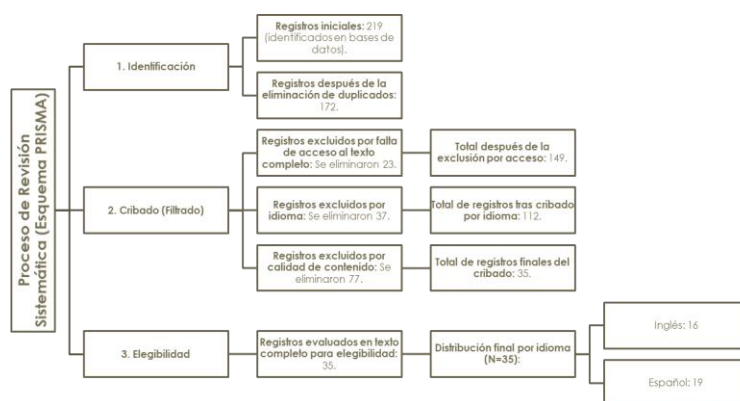 Proceso de Revisión
Sistemática (Esquema PRISMA)
1. Identificación
Registros iniciales: 219
(identificados en bases de
datos).
Registros después de la
eliminación de duplicados:
172.
2. Cribado (Filtrado)
Registros excluidos por falta
de acceso al texto
completo: Se eliminaron 23.
Total después de la
exclusión por acceso: 149.
Registros excluidos por
idioma: Se eliminaron 37.
Total de registros tras cribado
por idioma: 112.
Registros excluidos por
calidad de contenido: Se
eliminaron 77.
Total de registros finales del
cribado: 35.
3. Elegibilidad
Registros evaluados en texto
completo para elegibilidad:
35.
Distribución final por idioma
(N=35):
Inglés: 16
Español: 19